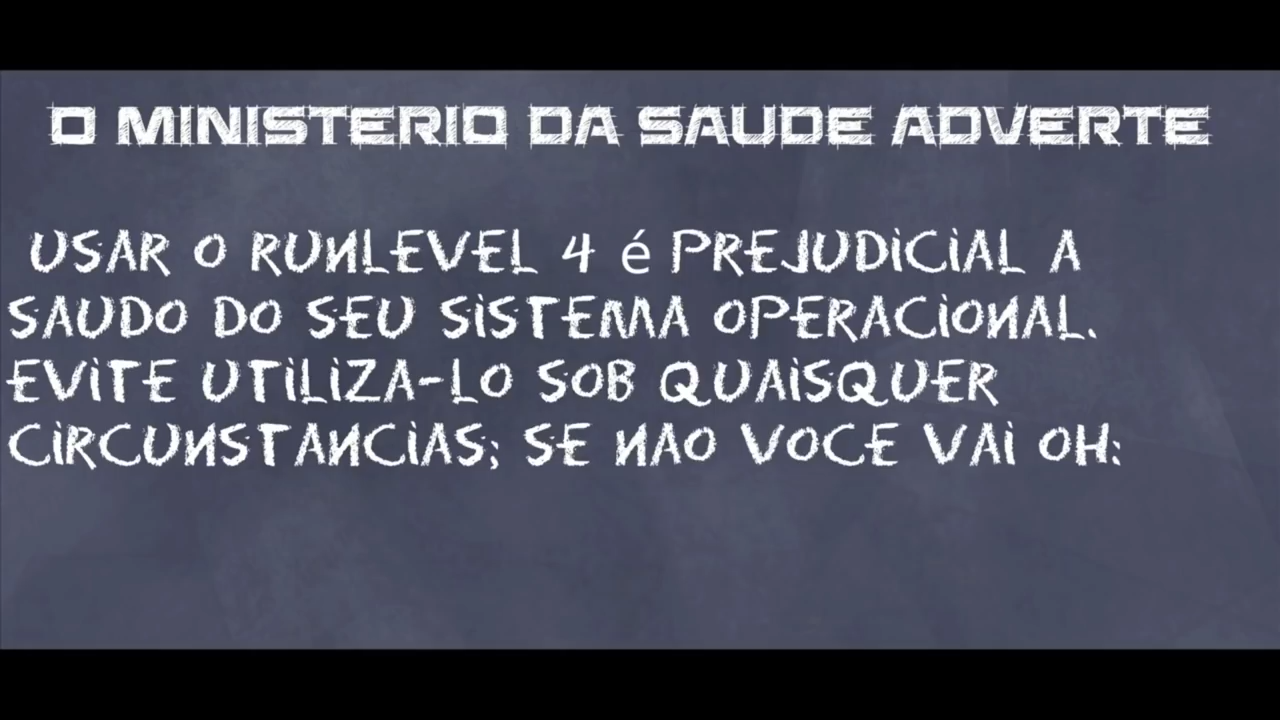 O MINISTERIO DA SAUDE ADVERTE
USAR O RUNLEVEL 4 é PREJUDICIAL A
SAUDO DO SEU SISTEMA OPERACIONAL.
EVITE UTILIZA-LO SOB QUAISQUER
CIRCUNSTANCIAS; SE NAO VOCE VAI OH: